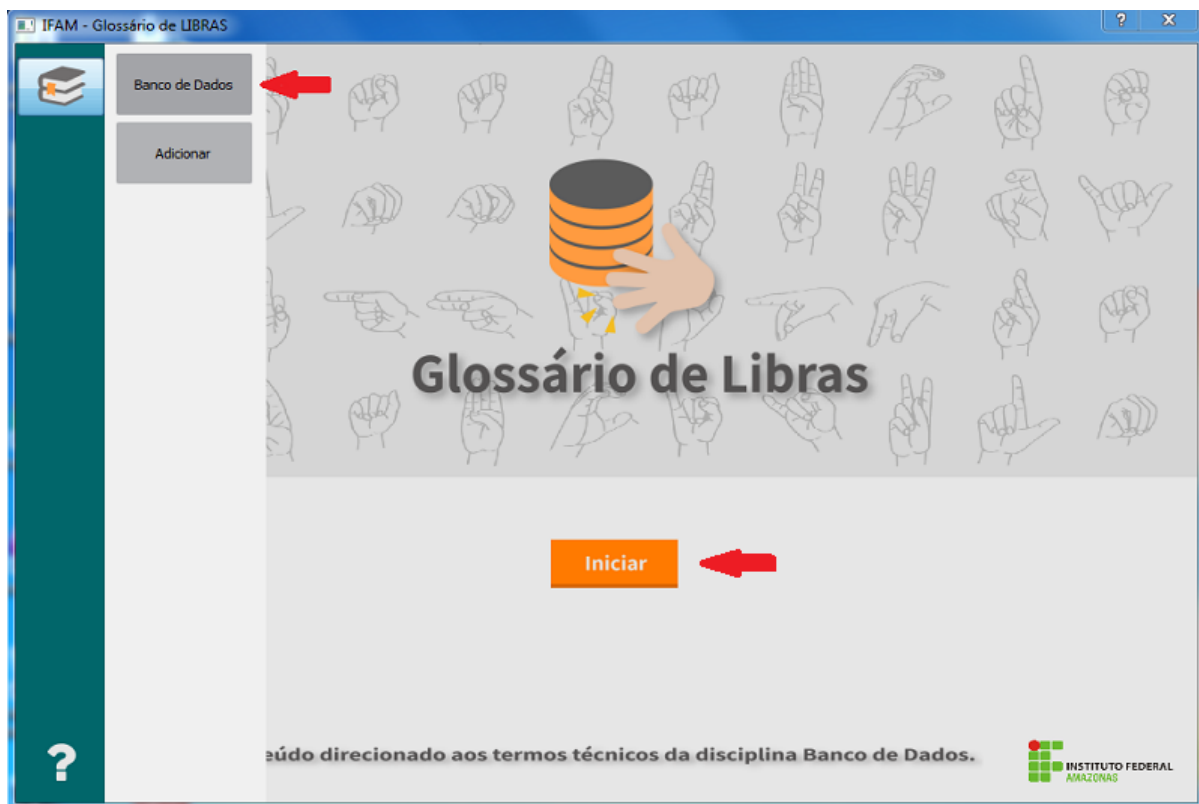 IFAM - Glossário de LIBRAS
Banco de Dados
Adicionar
Glossário de Libras
Iniciar
eúdo direcionado aos termos técnicos da disciplina Banco de Dados.
INSTITUTO FEDERAL
AMAZONAS
?